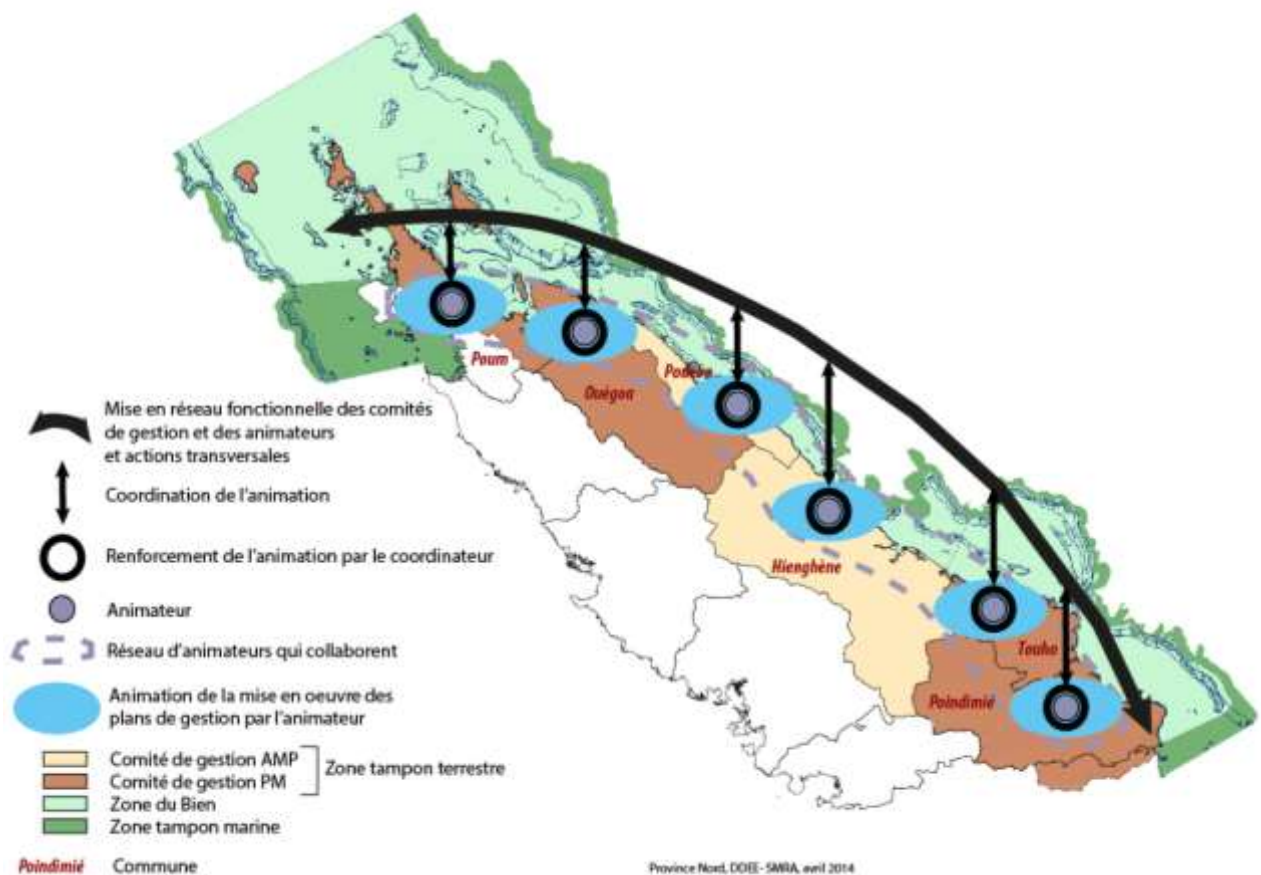 Poum
Ouégoa
Pouébo
Hienghène
Touho
Poindimié
Mise en réseau fonctionnelle des comités
de gestion et des animateurs
et actions transversales
Coordination de l'animation
Renforcement de l'animation par le coordinateur
Animateur
Réseau d'animateurs qui collaborent
Animation de la mise en oeuvre des
plans de gestion par l'animateur
Comité de gestion AMP
Comité de gestion PM
Zone tampon terrestre
Zone du Bien
Zone tampon marine
Poindimié Commune
Province Nord, DDEE- SMRA, avril 2014